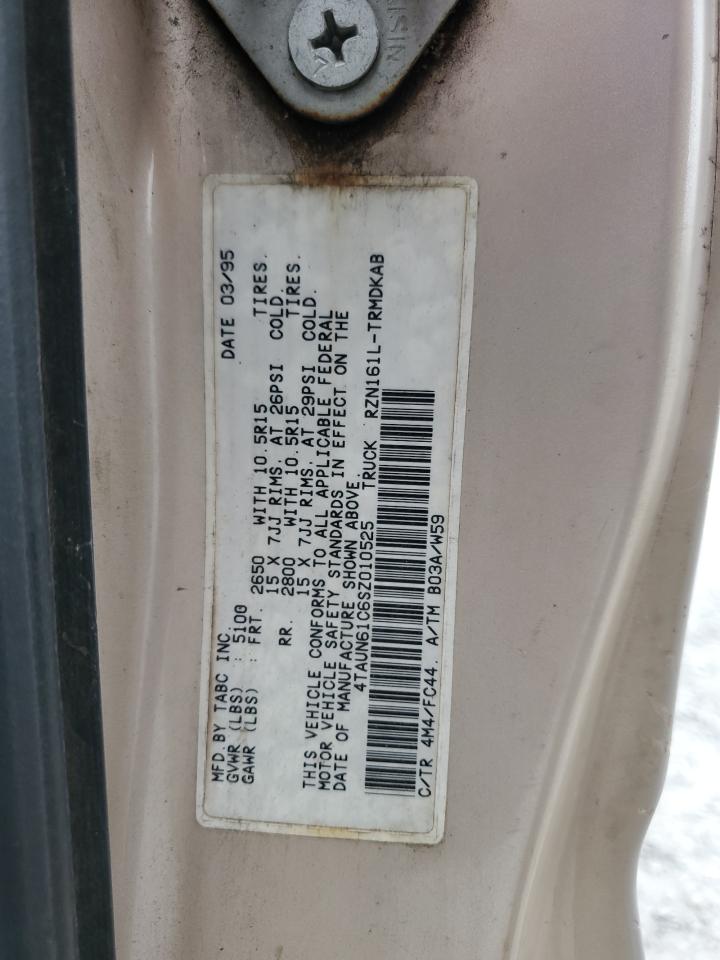 AISIN
MFD.BY TABC INC. DATE 03/95
GVWR (LBS) : 5100
GAWR (LBS) : FRT. 2650 WITH 10.5R15 TIRES.
15 X 7JJ RIMS. AT 26PSI COLD.
RR. 2800 WITH 10.5R15 TIRES.
15 X 7JJ RIMS. AT 29PSI COLD.
THIS VEHICLE CONFORMS TO ALL APPLICABLE FEDERAL
MOTOR VEHICLE SAFETY STANDARDS IN EFFECT ON THE
DATE OF MANUFACTURE SHOWN ABOVE.
4TAUN61C6SZ010525 TRUCK RZN161L-TRMDKAB
C/TR 4M4/FC44. A/TM B03A/W59